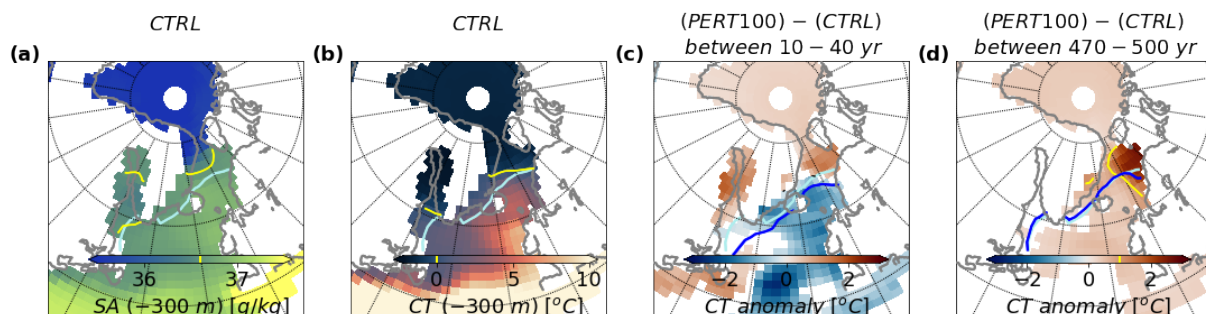 CTRL
(a)
36 37
SA (−300 m) [g/kg]
CTRL
(b)
0 5 10
CT (−300 m) [°C]
(PERT100) − (CTRL)
between 10 − 40 yr
(c)
−2 0 2
CT anomaly [°C]
(PERT100) − (CTRL)
between 470 − 500 yr
(d)
−2 0 2
CT anomaly [°C]